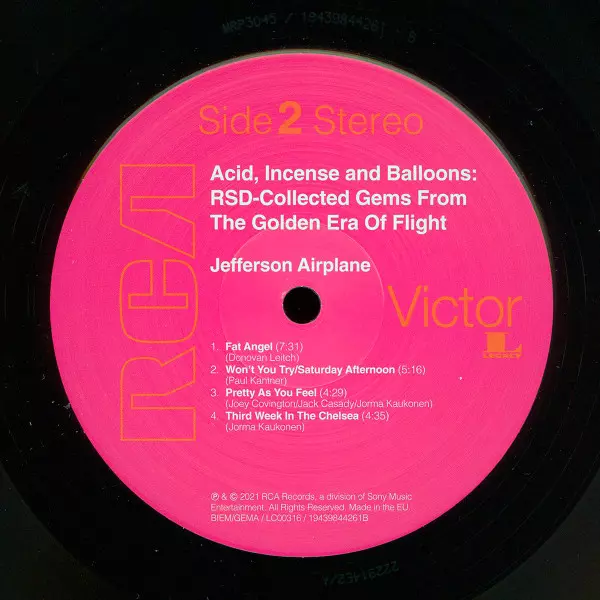 MRP3045 / 19439844261 B
Side 2 Stereo
Acid, Incense and Balloons:
RSD-Collected Gems From
The Golden Era Of Flight
Jefferson Airplane
RCA
Victor
L
LEGACY
1. Fat Angel (7:31)
(Donovan Leitch)
2. Won't You Try/Saturday Afternoon (5:16)
(Paul Kantner)
3. Pretty As You Feel (4:29)
(Joey Covington/Jack Casady/Jorma Kaukonen)
4. Third Week In The Chelsea (4:35)
(Jorma Kaukonen)
℗ & © 2021 RCA Records, a division of Sony Music
Entertainment. All Rights Reserved. Made in the EU
BIEM/GEMA / LC00316 / 19439844261B